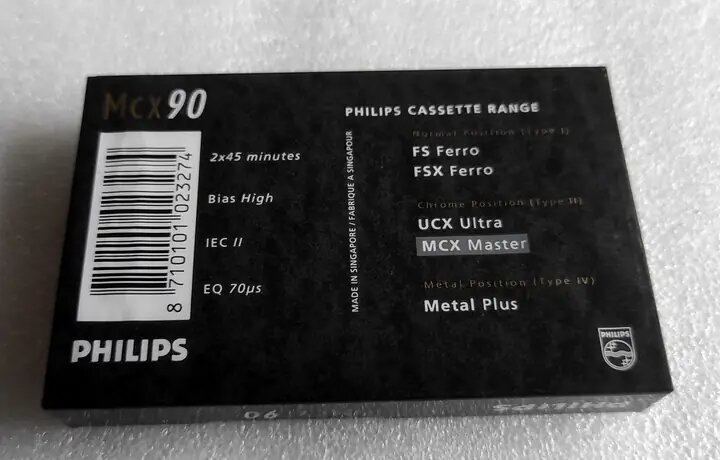 MCX90
2x45 minutes
Bias High
IEC II
EQ 70µs
8 710101 023274
PHILIPS
MADE IN SINGAPORE / FABRIQUE A SINGAPOUR
PHILIPS CASSETTE RANGE
Normal Position (Type I)
FS Ferro
FSX Ferro
Chrome Position (Type II)
UCX Ultra
MCX Master
Metal Position (Type IV)
Metal Plus
PHILIPS
PHILIPS
90